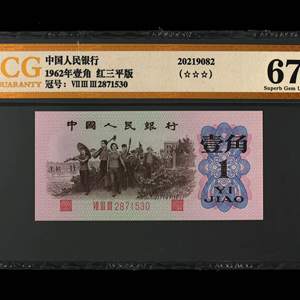 CG
GUARANTY
中国人民银行
1962年壹角 红三平版
冠号：VII III III 2871530
20219082
(☆☆☆)
67
Superb Gem U
中国人民银行
壹角
1
YI
JIAO
VII III III 2871530